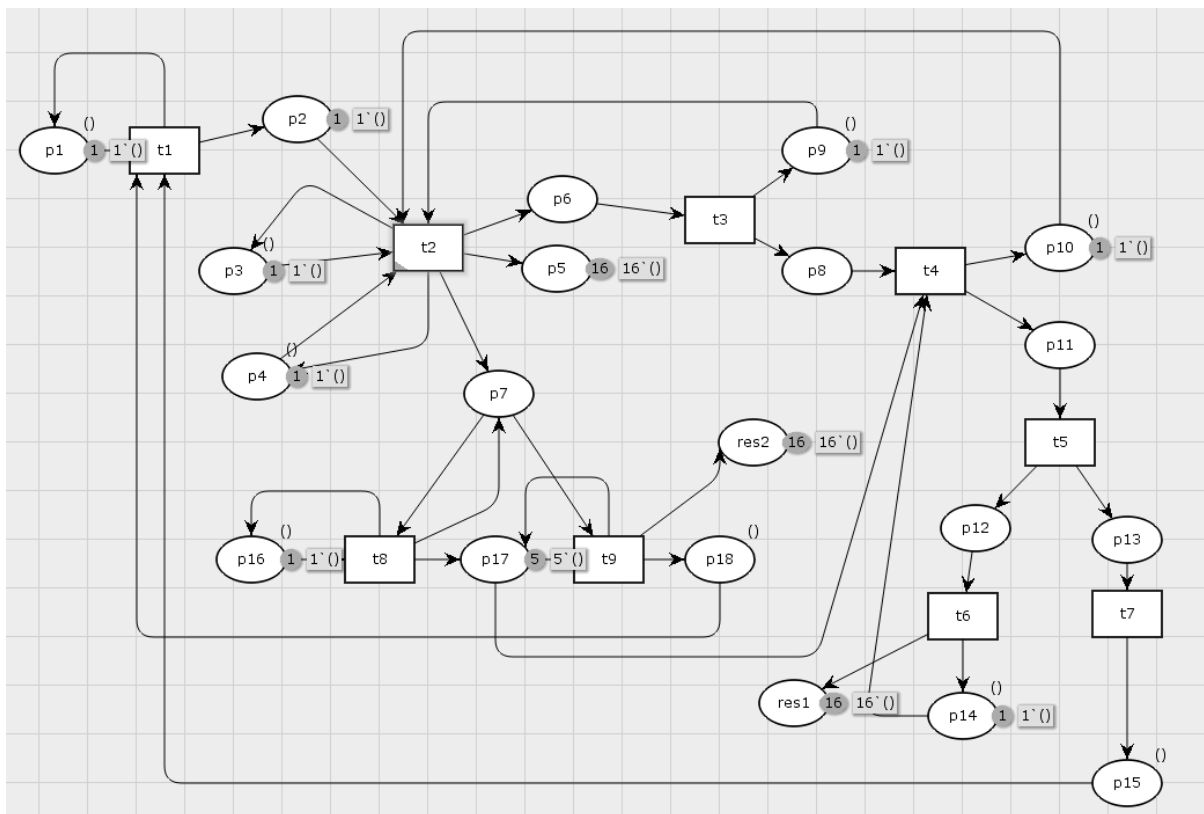 ()
p2 1 1`()
() ()
p1 1 1`() t1 p9 1 1`()
p6
t3
() ()
t2 p10 1 1`()
p3 1 1`() p5 16 16`() p8 t4
() p11
p4 1 1`() p7
res2 16 16`() t5
() () p12 p13
p16 1 1`() t8 p17 5 5`() t9 p18
t6 t7
()
res1 16 16`() p14 1 1`()
()
p15